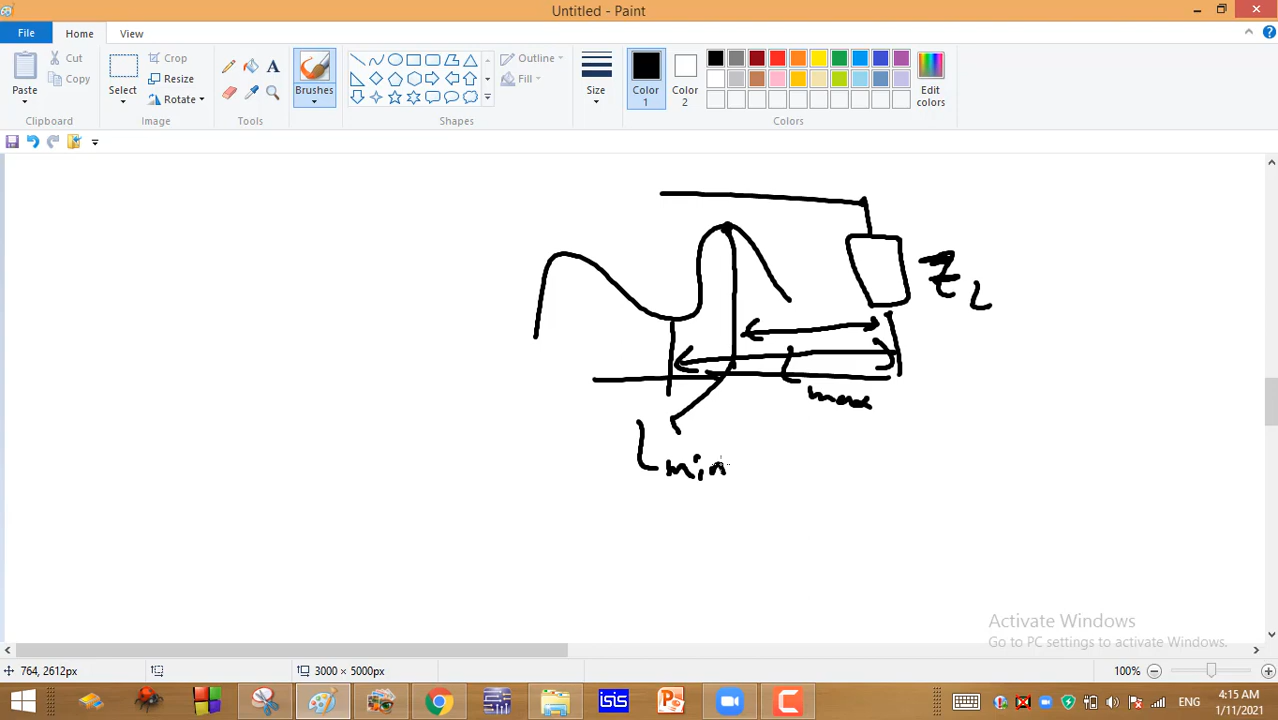 Untitled - Paint
File Home View
Paste Cut Copy Clipboard
Select Crop Resize Rotate Image
Tools
Brushes
Shapes Outline Fill
Size
Color 1 Color 2 Edit colors Colors
Z L
L max
L min
Activate Windows
Go to PC settings to activate Windows.
764, 2612px 3000 × 5000px 100%
isis ENG 4:15 AM
1/11/2021